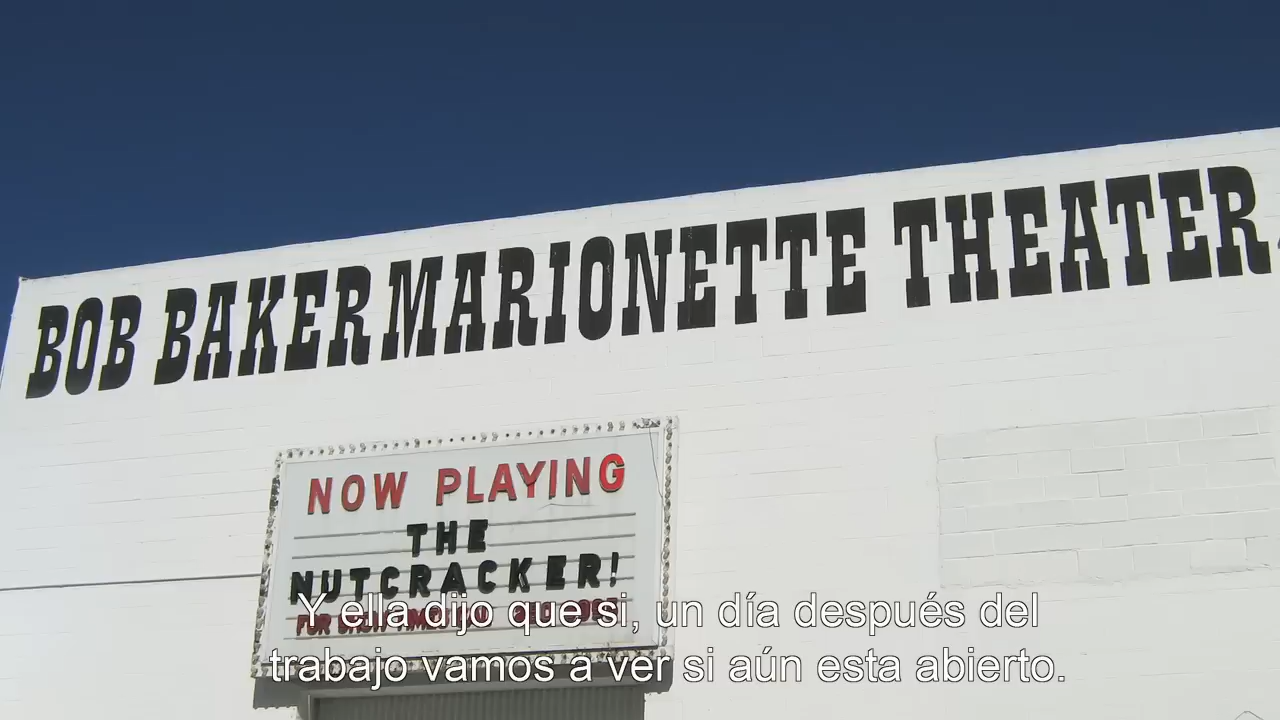 BOB BAKER MARIONETTE THEATER
NOW PLAYING
THE
NUTCRACKER!
FOR
Y ella dijo que si, un día después del
trabajo vamos a ver si aún esta abierto.